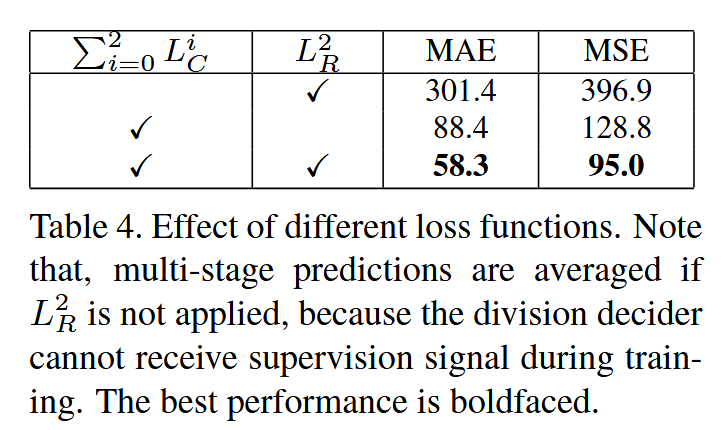 $\sum_{i=0}^{2} L_C^i$ $L_R^2$ MAE MSE
✓ 301.4 396.9
✓ 88.4 128.8
✓ ✓ 58.3 95.0
Table 4. Effect of different loss functions. Note
that, multi-stage predictions are averaged if
$L_R^2$ is not applied, because the division decider
cannot receive supervision signal during train-
ing. The best performance is boldfaced.